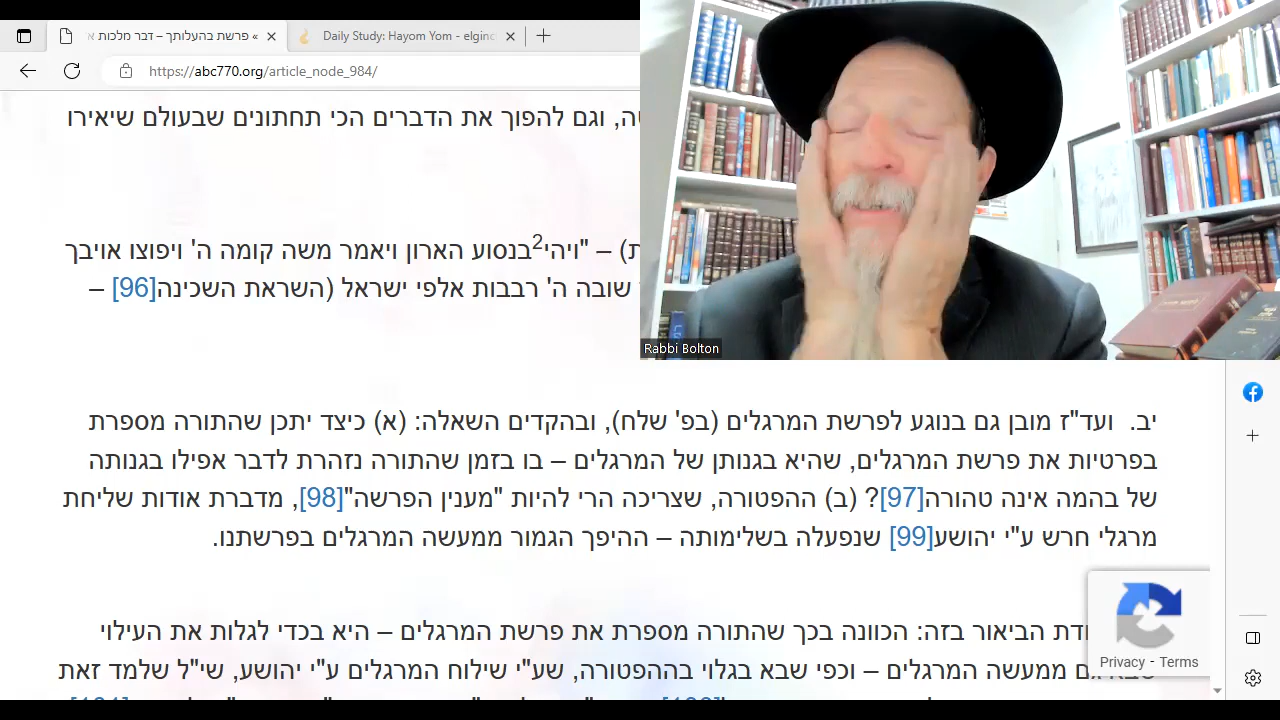 » פרשת בהעלותך – דבר מלכות א
Daily Study: Hayom Yom - elginc
https://abc770.org/article_node_984/
טה, וגם להפוך את הדברים הכי תחתונים שבעולם שיאירו
ת) – "ויהי2בנסוע הארון ויאמר משה קומה ה' ויפוצו אויבך
שובה ה' רבבות אלפי ישראל (השראת השכינה[96] –
Rabbi Bolton
יב. ועד"ז מובן גם בנוגע לפרשת המרגלים (בפ' שלח), ובהקדים השאלה: (א) כיצד יתכן שהתורה מספרת
בפרטיות את פרשת המרגלים, שהיא בגנותן של המרגלים – בו בזמן שהתורה נזהרת לדבר אפילו בגנותה
של בהמה אינה טהורה[97]? (ב) ההפטורה, שצריכה הרי להיות "מענין הפרשה"[98], מדברת אודות שליחת
מרגלי חרש ע"י יהושע[99] שנפעלה בשלימותה – ההיפך הגמור ממעשה המרגלים בפרשתנו.
דת הביאור בזה: הכוונה בכך שהתורה מספרת את פרשת המרגלים – היא בכדי לגלות את העילוי
ממעשה המרגלים – וכפי שבא בגלוי בההפטורה, שע"י שילוח המרגלים ע"י יהושע, שי"ל שלמד זאת
Privacy - Terms